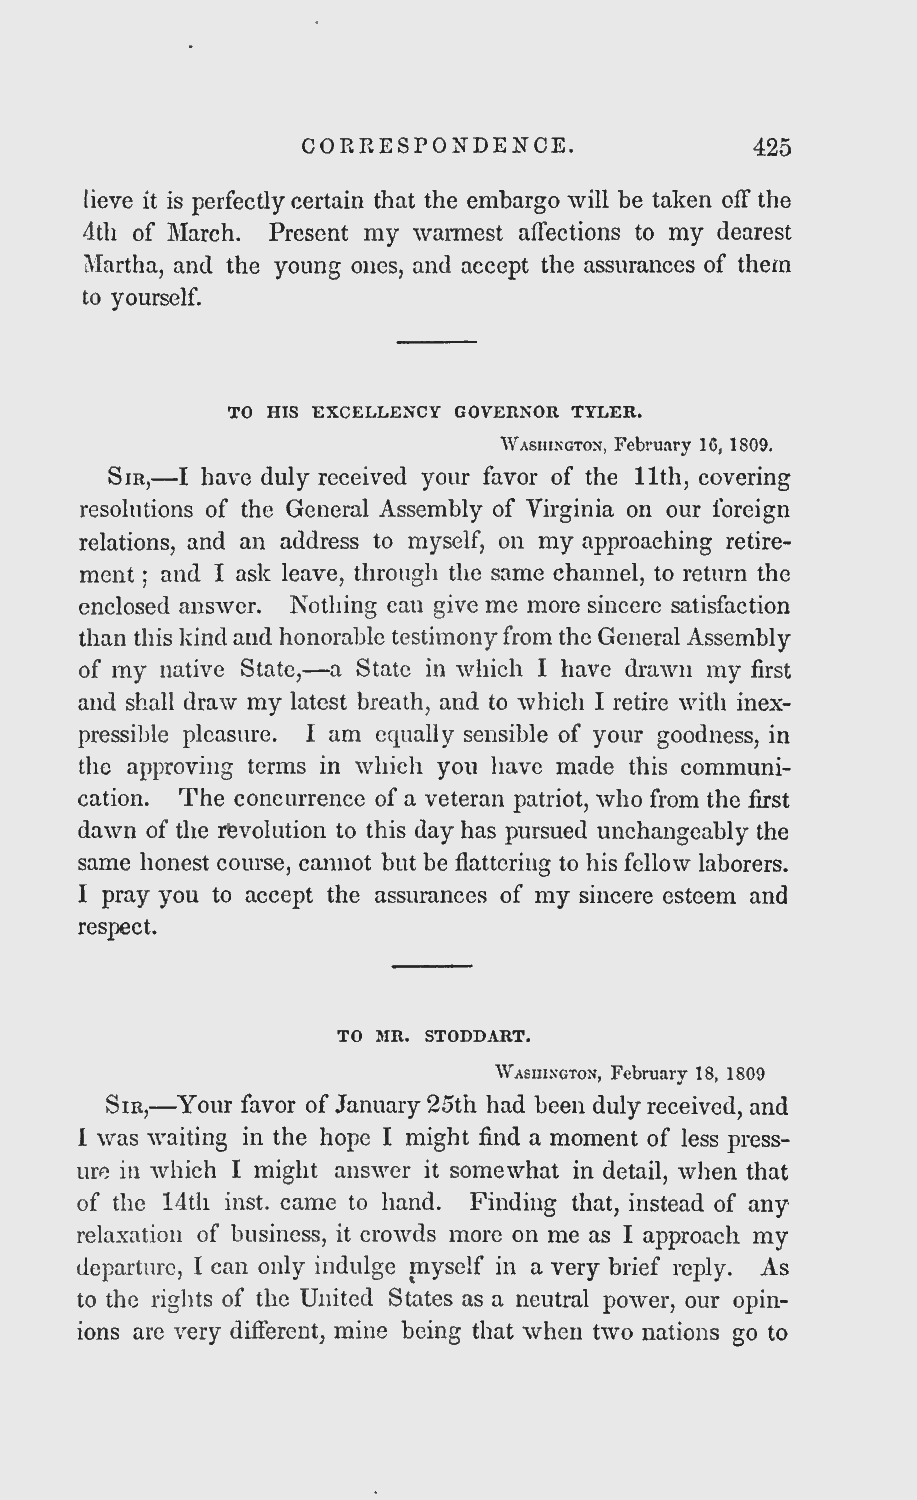 CORRESPONDENCE. 425
lieve it is perfectly certain that the embargo will be taken off the
4th of March. Present my warmest affections to my dearest
Martha, and the young ones, and accept the assurances of them
to yourself.
TO HIS EXCELLENCY GOVERNOR TYLER.
WASHINGTON, February 16, 1809.
SIR,—I have duly received your favor of the 11th, covering
resolutions of the General Assembly of Virginia on our foreign
relations, and an address to myself, on my approaching retire-
ment; and I ask leave, through the same channel, to return the
enclosed answer. Nothing can give me more sincere satisfaction
than this kind and honorable testimony from the General Assembly
of my native State,—a State in which I have drawn my first
and shall draw my latest breath, and to which I retire with inex-
pressible pleasure. I am equally sensible of your goodness, in
the approving terms in which you have made this communi-
cation. The concurrence of a veteran patriot, who from the first
dawn of the revolution to this day has pursued unchangeably the
same honest course, cannot but be flattering to his fellow laborers.
I pray you to accept the assurances of my sincere esteem and
respect.
TO MR. STODDART.
WASHINGTON, February 18, 1809
SIR,—Your favor of January 25th had been duly received, and
I was waiting in the hope I might find a moment of less press-
ure in which I might answer it somewhat in detail, when that
of the 14th inst. came to hand. Finding that, instead of any
relaxation of business, it crowds more on me as I approach my
departure, I can only indulge myself in a very brief reply. As
to the rights of the United States as a neutral power, our opin-
ions are very different, mine being that when two nations go to